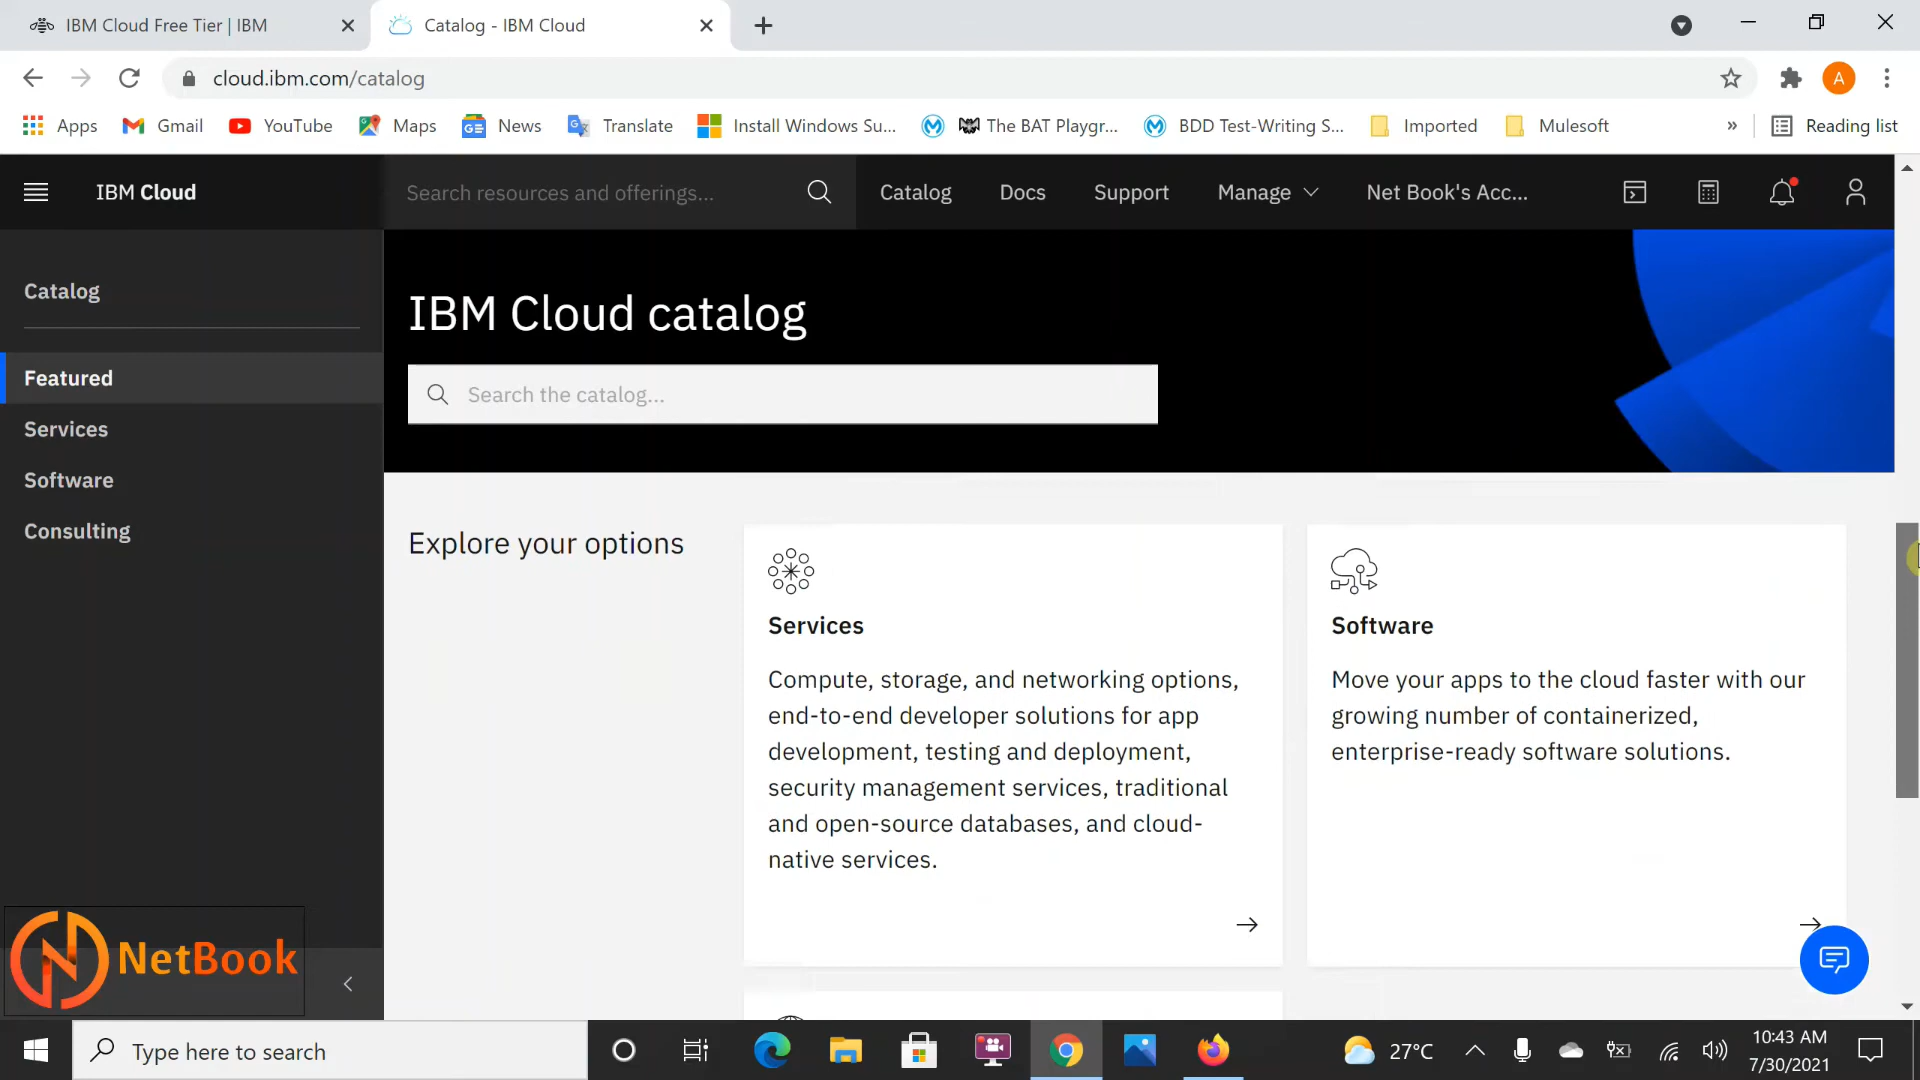 IBM Cloud Free Tier | IBM
Catalog - IBM Cloud
cloud.ibm.com/catalog
A
Apps
Gmail
YouTube
Maps
News
Translate
Install Windows Su...
The BAT Playgr...
BDD Test-Writing S...
Imported
Mulesoft
»
Reading list
IBM Cloud
Search resources and offerings...
Catalog
Docs
Support
Manage
Net Book's Acc...
Catalog
Featured
Services
Software
Consulting
IBM Cloud catalog
Search the catalog...
Explore your options
Services
Compute, storage, and networking options,
end-to-end developer solutions for app
development, testing and deployment,
security management services, traditional
and open-source databases, and cloud-
native services.
Software
Move your apps to the cloud faster with our
growing number of containerized,
enterprise-ready software solutions.
NetBook
Type here to search
27°C
10:43 AM
7/30/2021